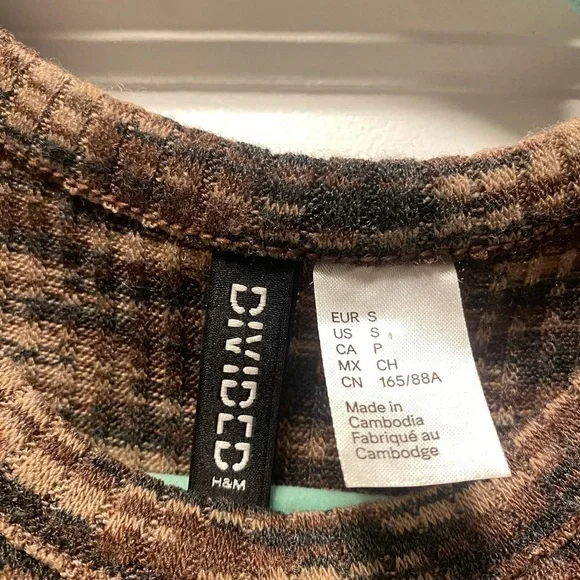 DIVIDED
H&M
EUR S
US S
CA P
MX CH
CN 165/88A
Made in
Cambodia
Fabriqué au
Cambodge